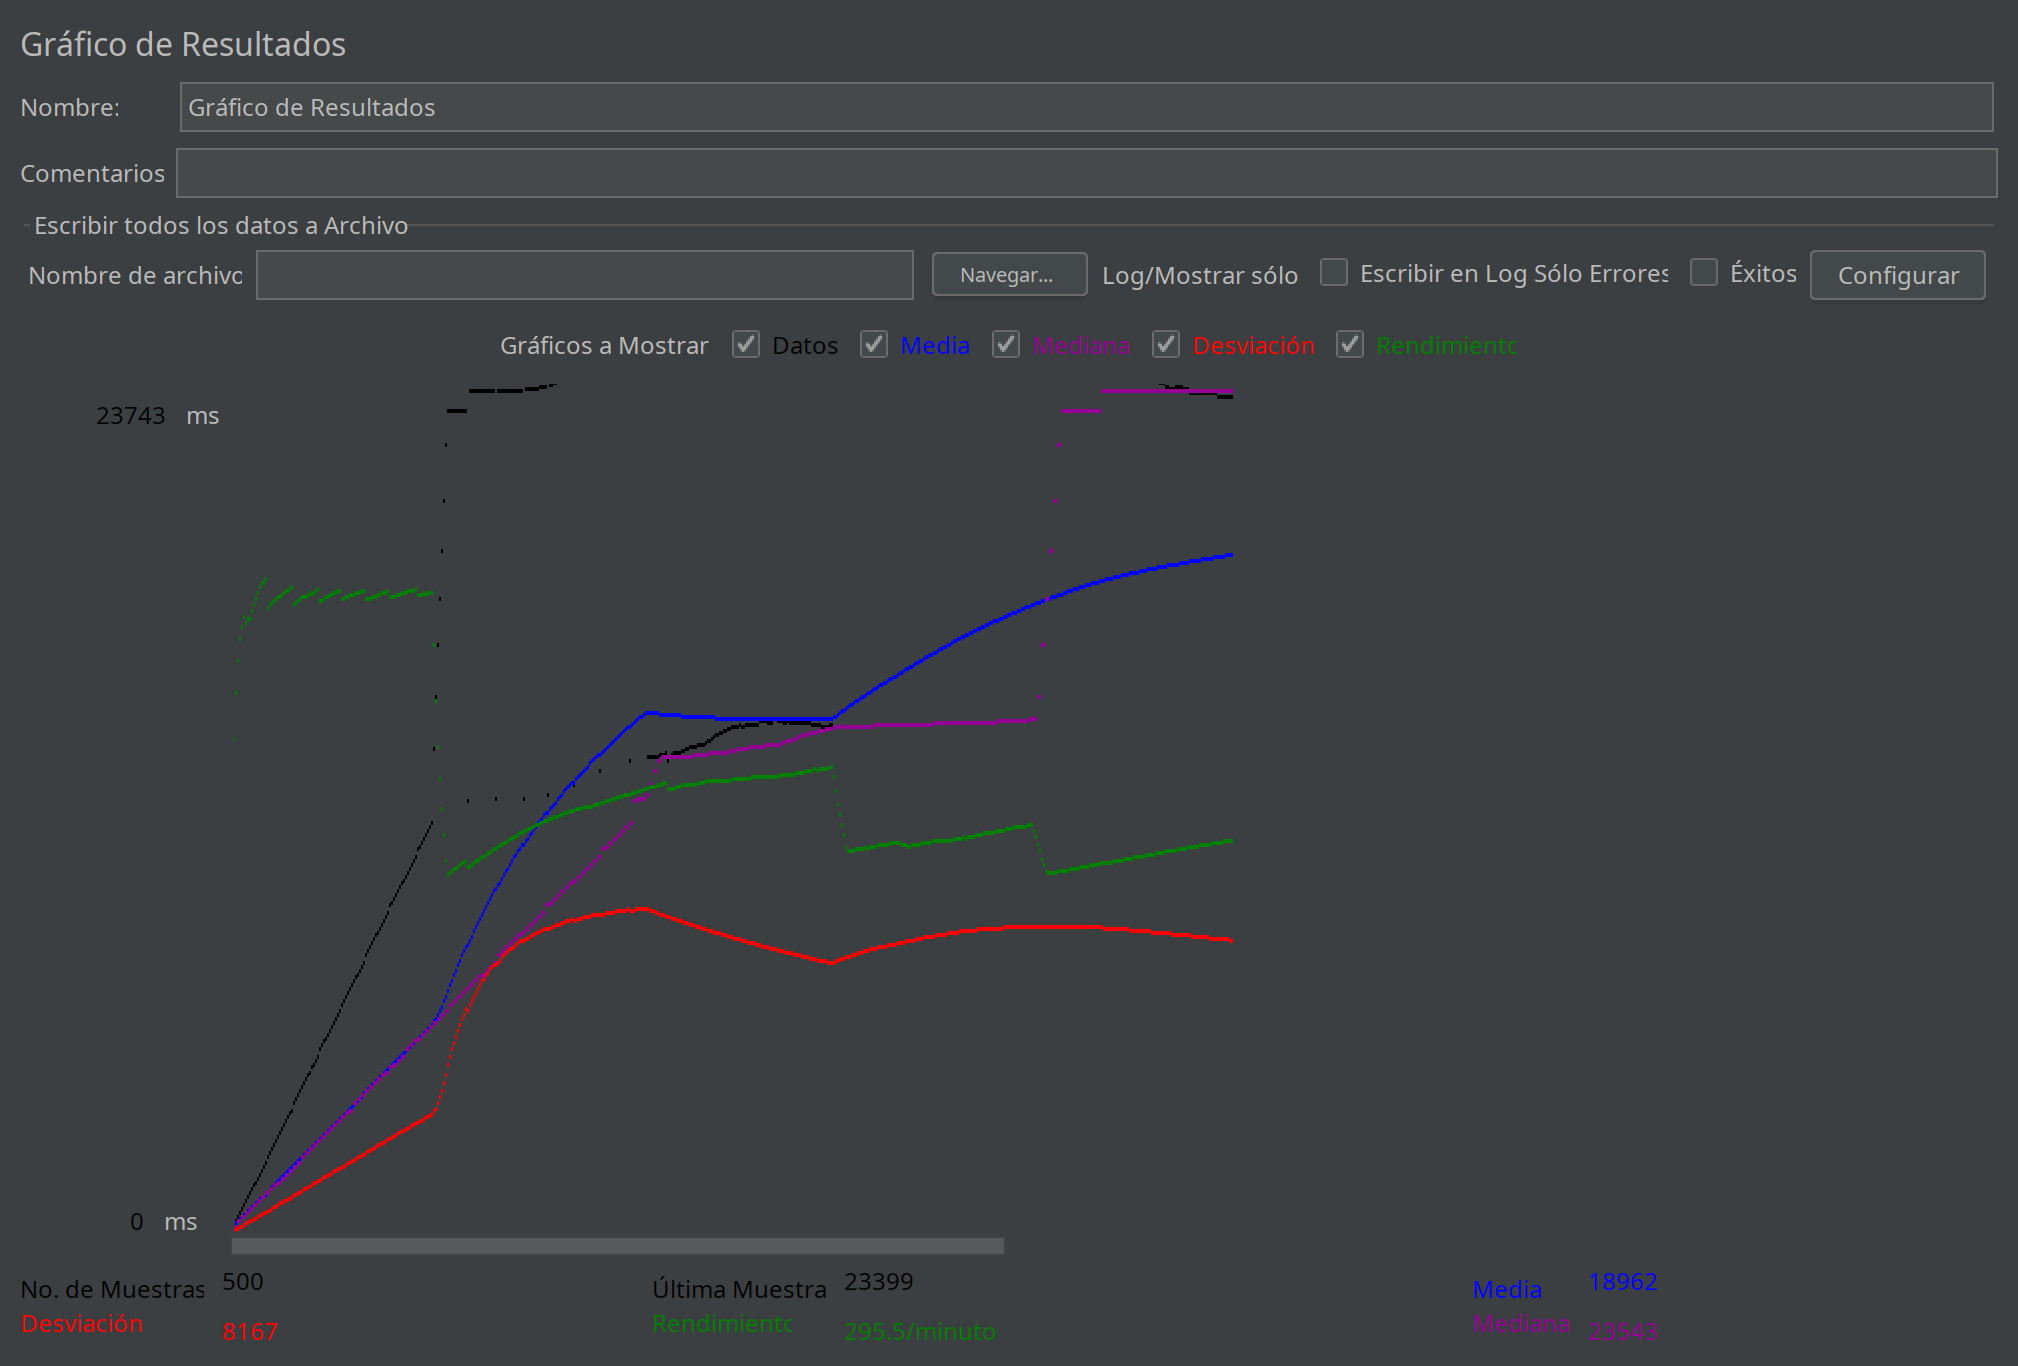 Gráfico de Resultados
Nombre: Gráfico de Resultados
Comentarios
Escribir todos los datos a Archivo
Nombre de archivo Navegar... Log/Mostrar sólo Escribir en Log Sólo Errores Éxitos Configurar
Gráficos a Mostrar Datos Media Mediana Desviación Rendimiento
23743 ms
0 ms
No. de Muestras 500 Última Muestra 23399 Media 18962
Desviación 8167 Rendimiento 295.5/minuto Mediana 23543